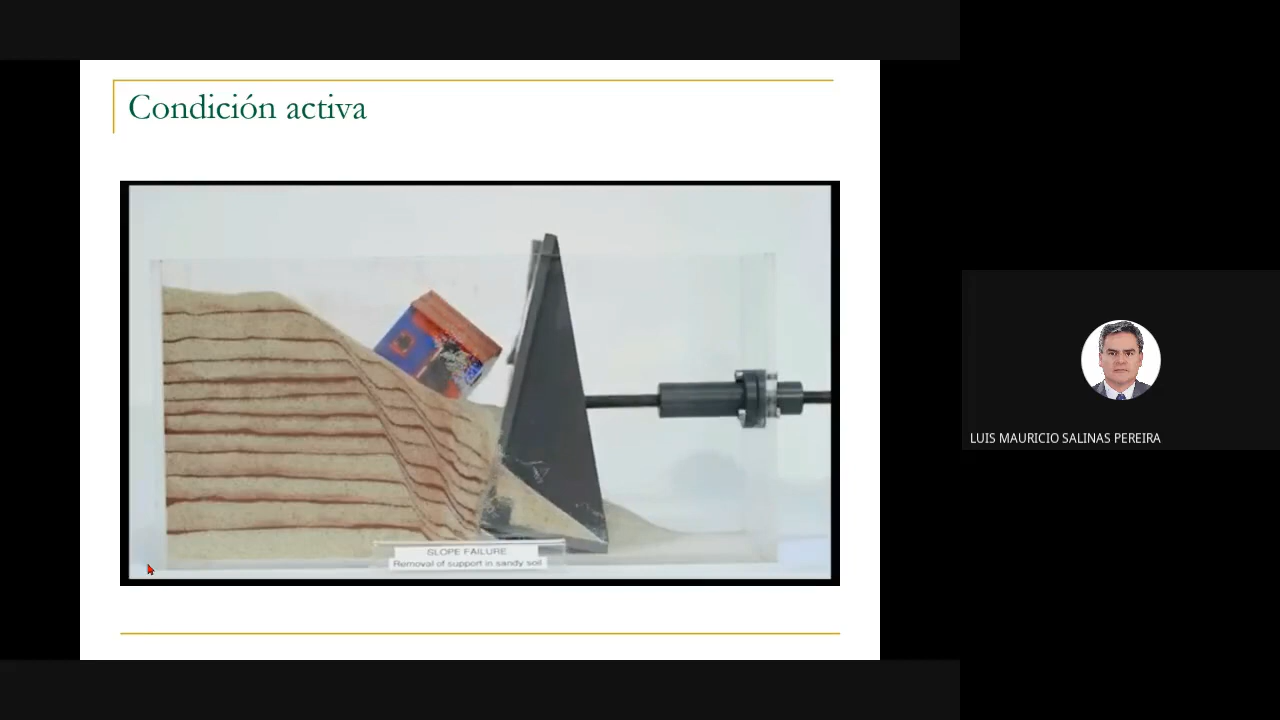 Condición activa
SLOPE FAILURE
Removal of support in sandy soil
LUIS MAURICIO SALINAS PEREIRA